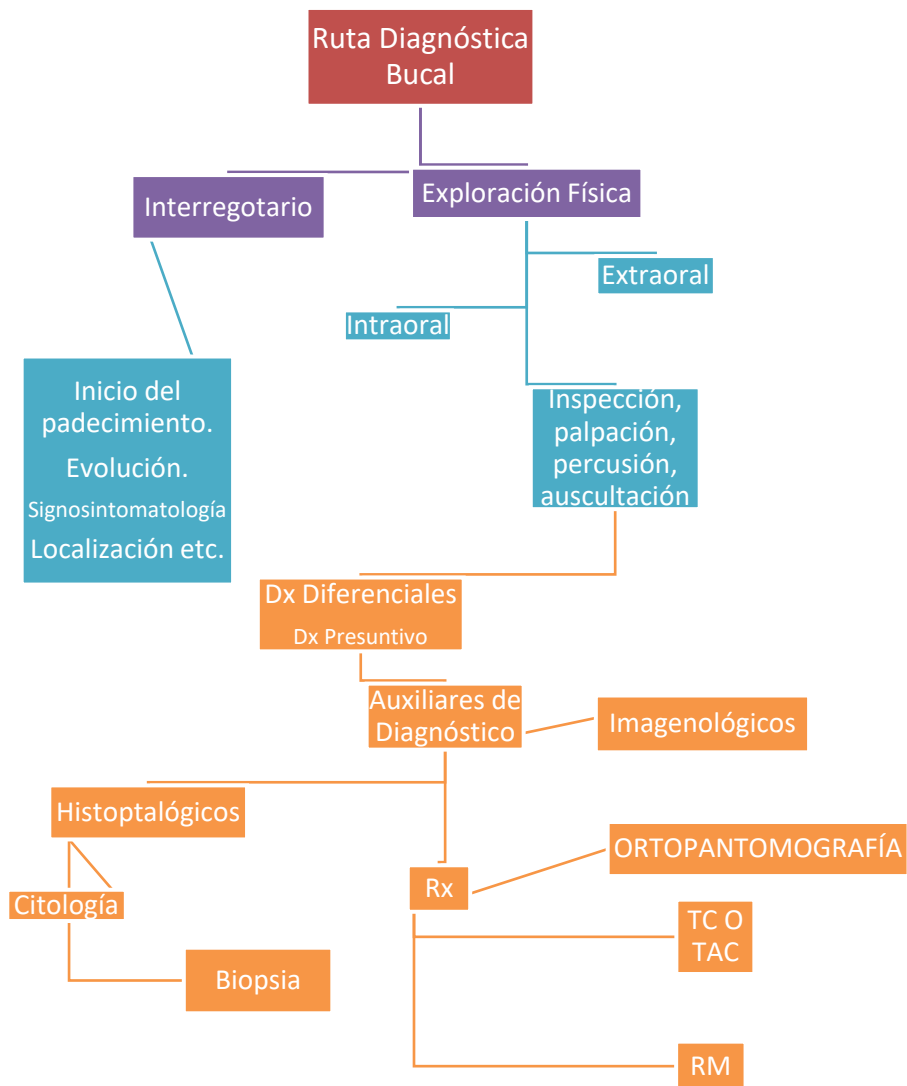 Ruta Diagnóstica
Bucal
Interregotario
Exploración Física
Extraoral
Intraoral
Inicio del
padecimiento.
Evolución.
Signosintomatología
Localización etc.
Inspección,
palpación,
percusión,
auscultación
Dx Diferenciales
Dx Presuntivo
Auxiliares de
Diagnóstico
Imagenológicos
Histoptalógicos
ORTOPANTOMOGRAFÍA
Rx
Citología
TC O
TAC
Biopsia
RM